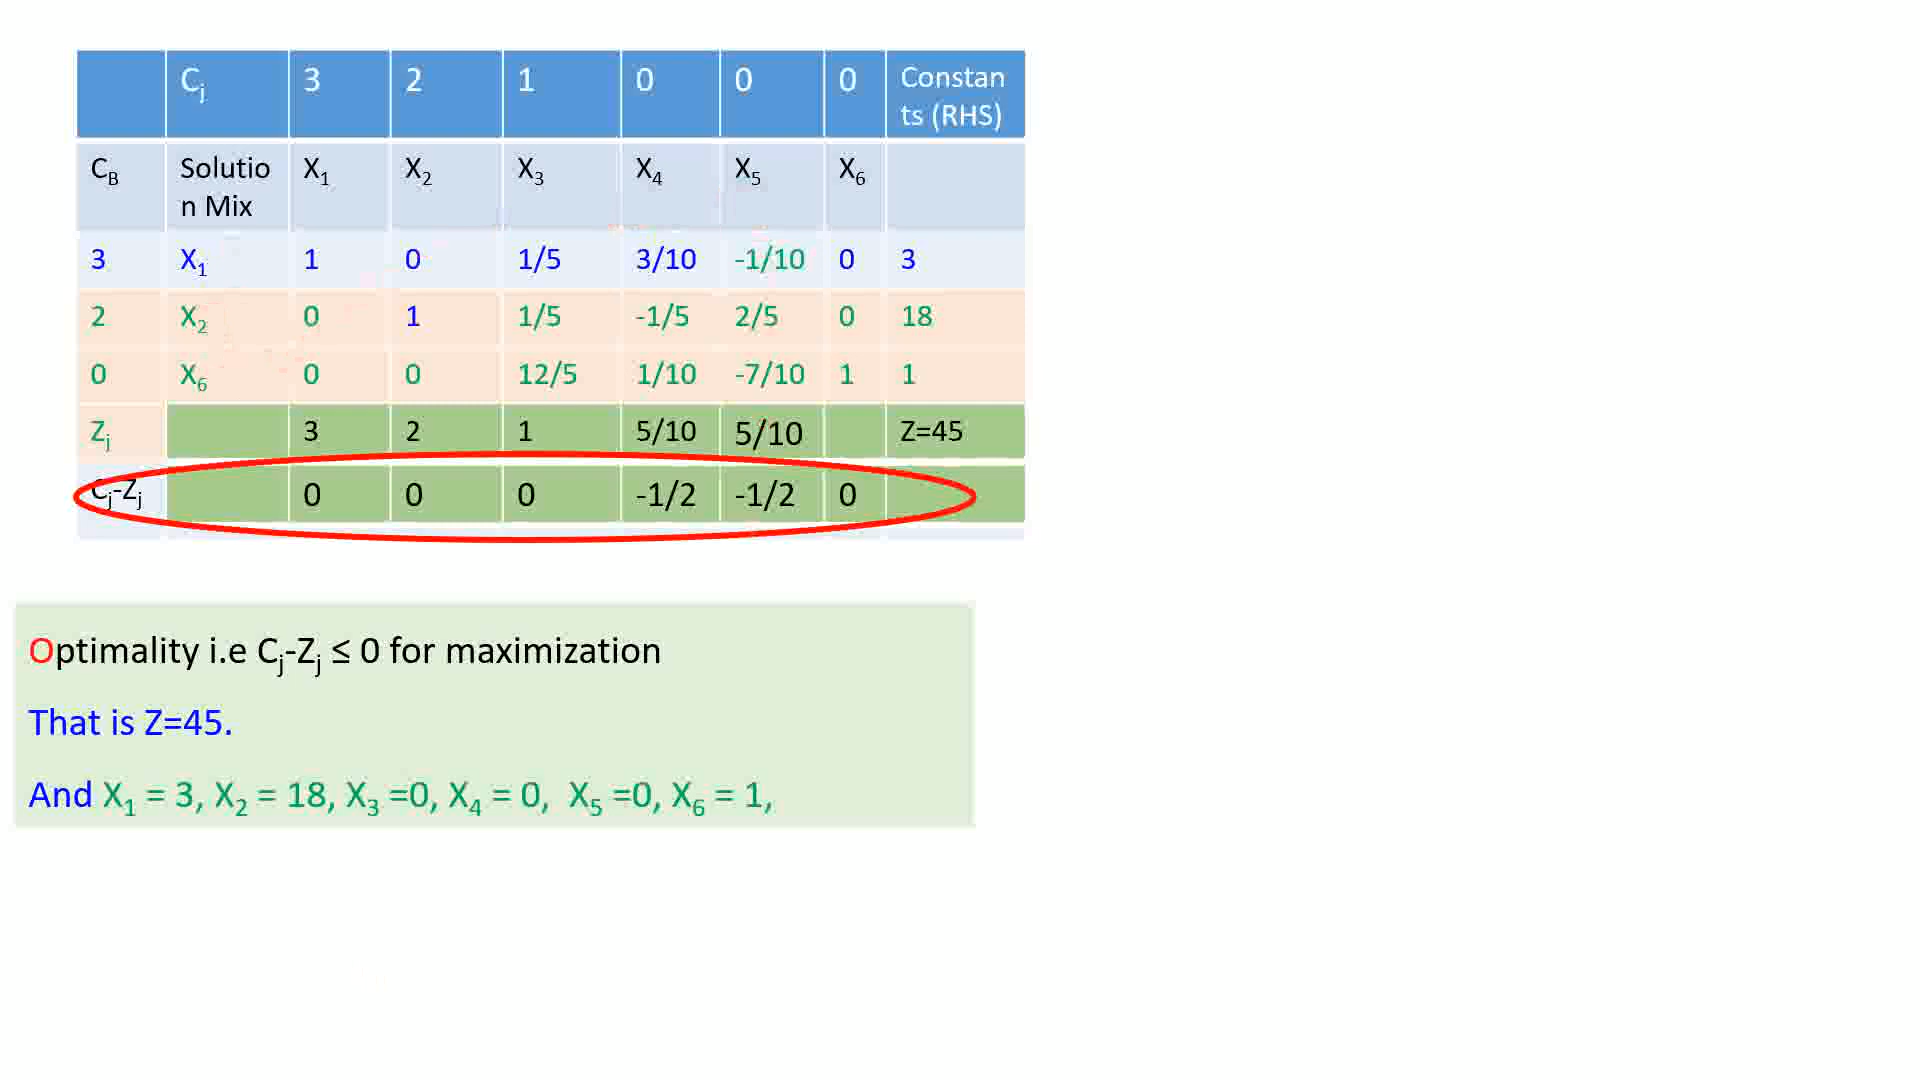 Cj 3 2 1 0 0 0 Constan
ts (RHS)
CB Solutio X1 X2 X3 X4 X5 X6
n Mix
3 X1 1 0 1/5 3/10 -1/10 0 3
2 X2 0 1 1/5 -1/5 2/5 0 18
0 X6 0 0 12/5 1/10 -7/10 1 1
Zj 3 2 1 5/10 5/10 Z=45
Cj-Zj 0 0 0 -1/2 -1/2 0
Optimality i.e Cj-Zj ≤ 0 for maximization
That is Z=45.
And X1 = 3, X2 = 18, X3 =0, X4 = 0, X5 =0, X6 = 1,